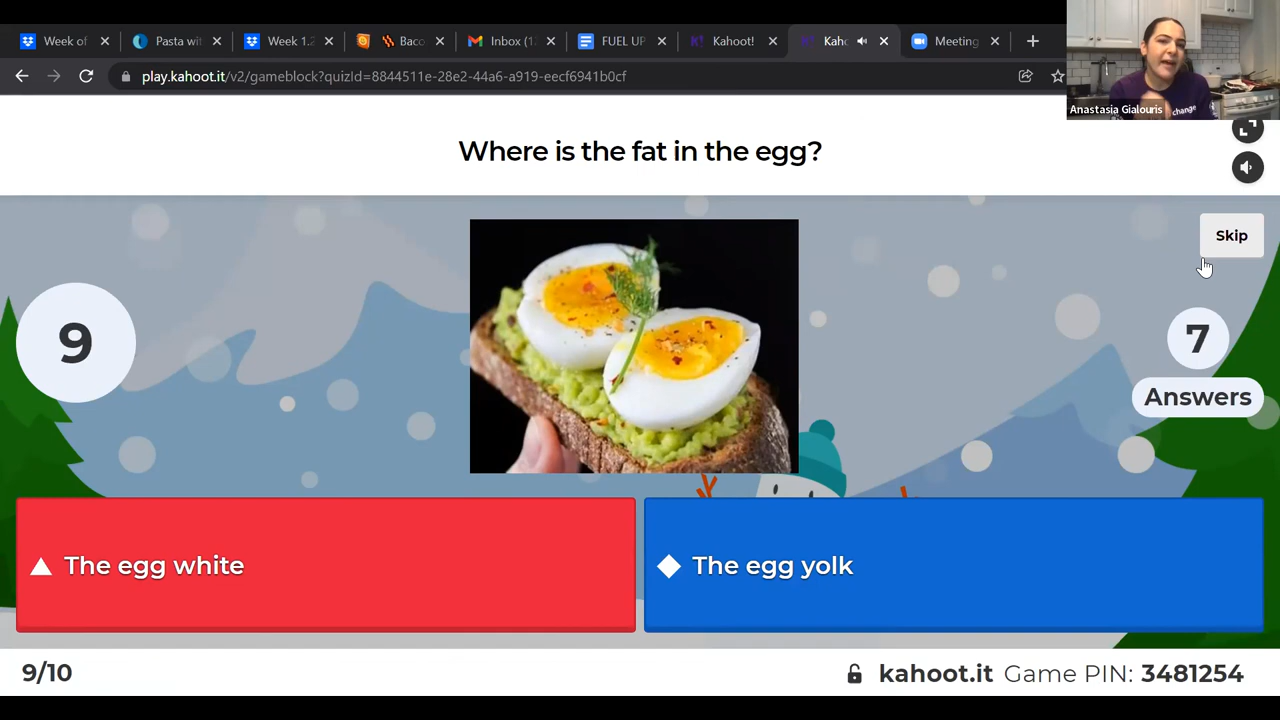 Week of
Pasta wit
Week 1.2
Baco
Inbox (1
FUEL UP
Kahoot!
Kaho
Meeting
play.kahoot.it/v2/gameblock?quizId=8844511e-28e2-44a6-a919-eecf6941b0cf
change
Anastasia Gialouris
Where is the fat in the egg?
Skip
9
7
Answers
The egg white
The egg yolk
9/10
kahoot.it Game PIN: 3481254